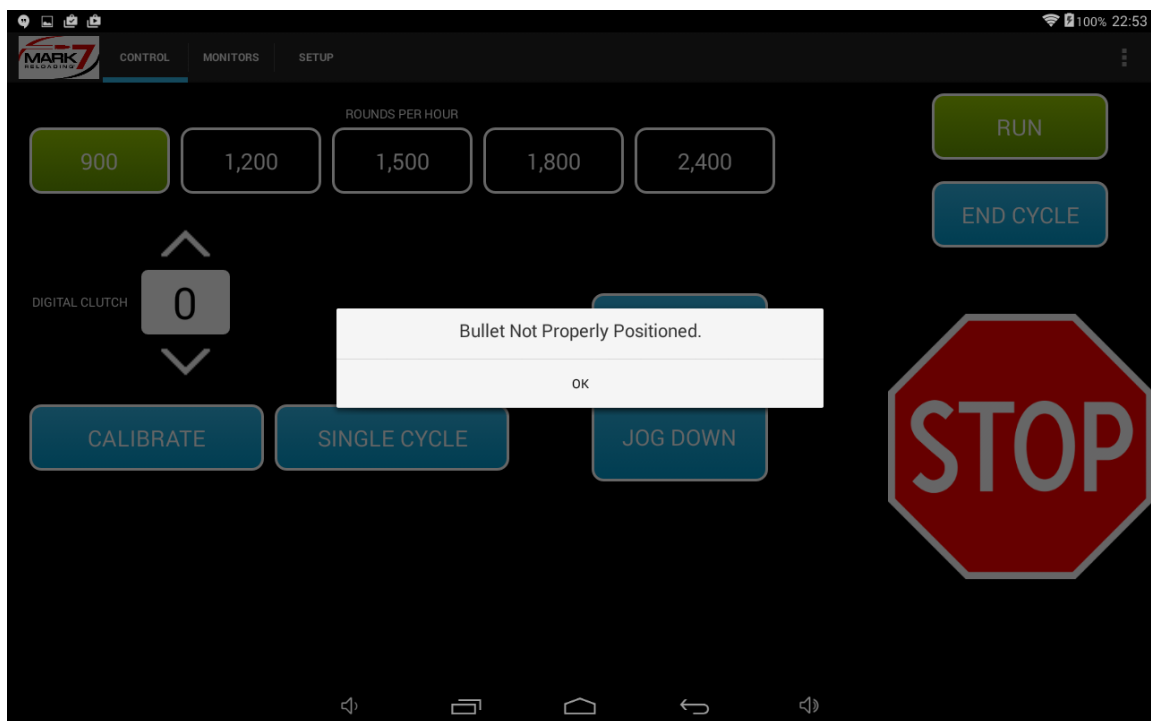 100% 22:53
MARK 7
RELOADING
CONTROL
MONITORS
SETUP
ROUNDS PER HOUR
900
1,200
1,500
1,800
2,400
RUN
END CYCLE
DIGITAL CLUTCH
0
Bullet Not Properly Positioned.
OK
CALIBRATE
SINGLE CYCLE
JOG DOWN
STOP